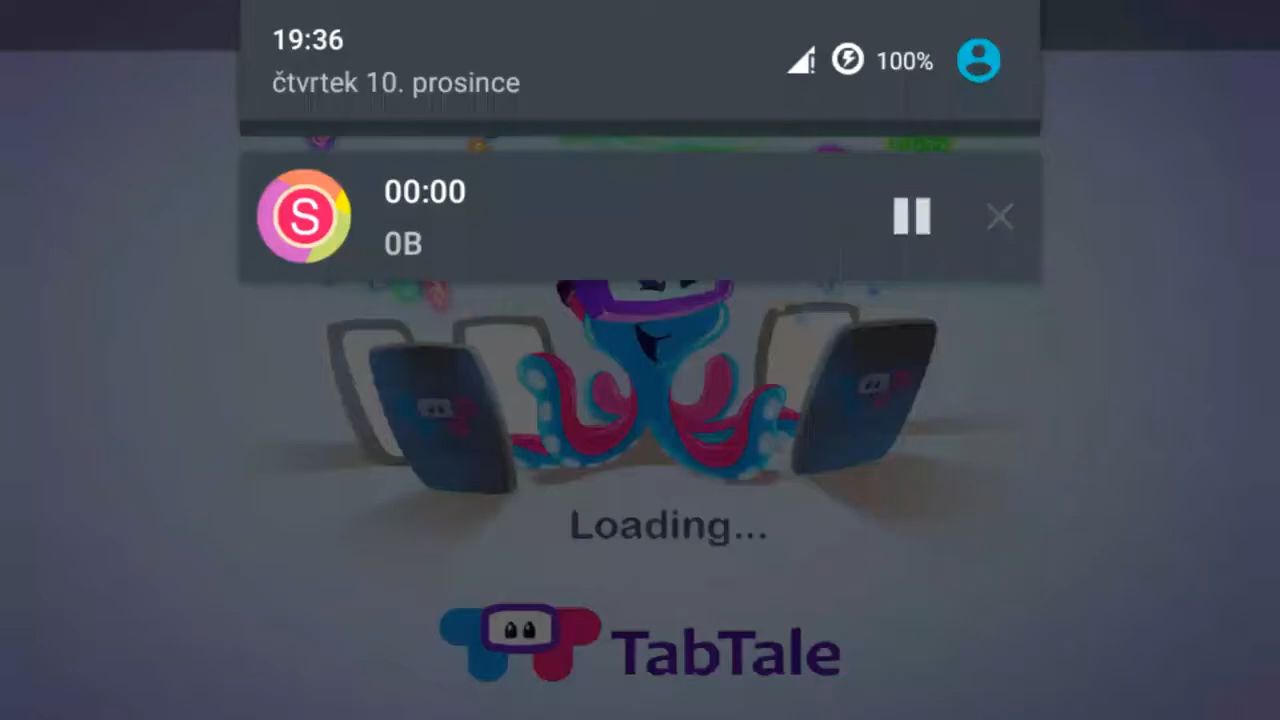 19:36
100%
čtvrtek 10. prosince
S
00:00
0B
Loading...
TabTale